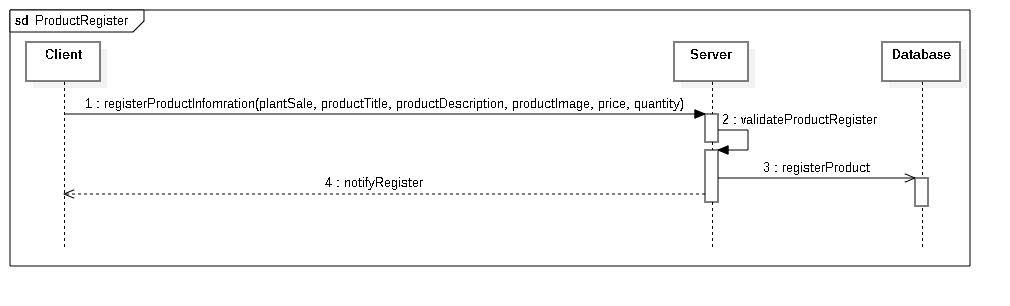 sd ProductRegister
Client
Server
Database
1 : registerProductInfomration(plantSale, productTitle, productDescription, productImage, price, quantity)
2 : validateProductRegister
3 : registerProduct
4 : notifyRegister